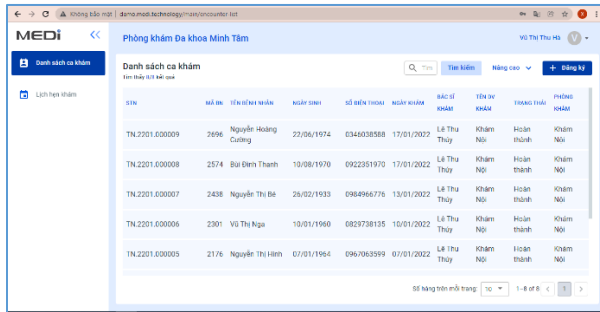 Không bảo mật | demo.medi.technology/main/encounter-list
MEDi
Phòng khám Đa khoa Minh Tâm
Vũ Thị Thu Hà
Danh sách ca khám
Lịch hẹn khám
Danh sách ca khám
Tìm thấy 8/8 kết quả
Tìm
Tìm kiếm
Nâng cao
+ Đăng ký
STN MÃ BN TÊN BỆNH NHÂN NGÀY SINH SỐ ĐIỆN THOẠI NGÀY KHÁM BÁC SĨ KHÁM TÊN DV KHÁM TRẠNG THÁI PHÒNG KHÁM
TN.2201.000009 2696 Nguyễn Hoàng Cường 22/06/1974 0346038588 17/01/2022 Lê Thu Thủy Khám Nội Hoàn thành Khám Nội
TN.2201.000008 2574 Bùi Đình Thanh 10/08/1970 0922351970 17/01/2022 Lê Thu Thủy Khám Nội Hoàn thành Khám Nội
TN.2201.000007 2438 Nguyễn Thị Bé 26/02/1933 0984966776 13/01/2022 Lê Thu Thủy Khám Nội Hoàn thành Khám Nội
TN.2201.000006 2301 Vũ Thị Nga 10/01/1960 0829738135 10/01/2022 Lê Thu Thủy Khám Nội Hoàn thành Khám Nội
TN.2201.000005 2176 Nguyễn Thị Hinh 07/01/1964 0967063599 07/01/2022 Lê Thu Thủy Khám Nội Hoàn thành Khám Nội
Số hàng trên mỗi trang: 10 1-8 of 8 < 1 >